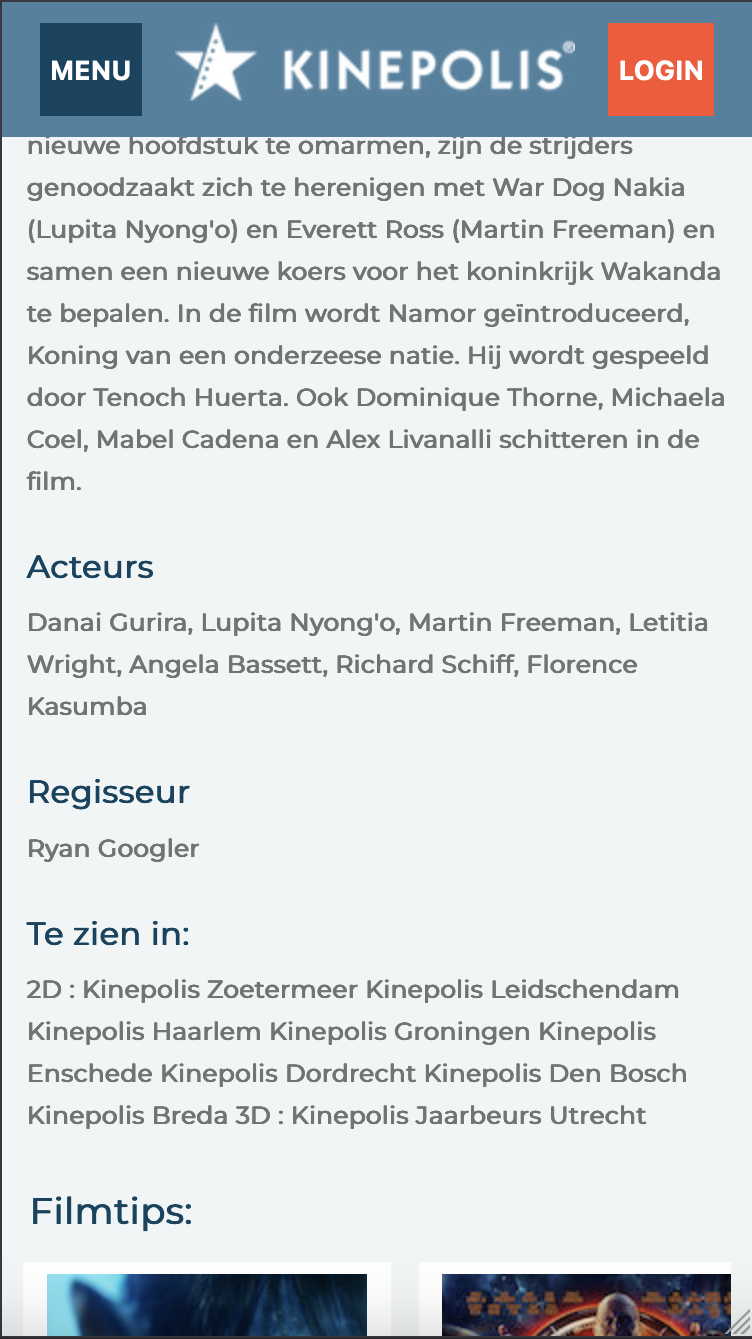 MENU
KINEPOLIS®
LOGIN
nieuwe hoofdstuk te omarmen, zijn de strijders
genoodzaakt zich te herenigen met War Dog Nakia
(Lupita Nyong'o) en Everett Ross (Martin Freeman) en
samen een nieuwe koers voor het koninkrijk Wakanda
te bepalen. In de film wordt Namor geïntroduceerd,
Koning van een onderzeese natie. Hij wordt gespeeld
door Tenoch Huerta. Ook Dominique Thorne, Michaela
Coel, Mabel Cadena en Alex Livanalli schitteren in de
film.
Acteurs
Danai Gurira, Lupita Nyong'o, Martin Freeman, Letitia
Wright, Angela Bassett, Richard Schiff, Florence
Kasumba
Regisseur
Ryan Googler
Te zien in:
2D : Kinepolis Zoetermeer Kinepolis Leidschendam
Kinepolis Haarlem Kinepolis Groningen Kinepolis
Enschede Kinepolis Dordrecht Kinepolis Den Bosch
Kinepolis Breda 3D : Kinepolis Jaarbeurs Utrecht
Filmtips: